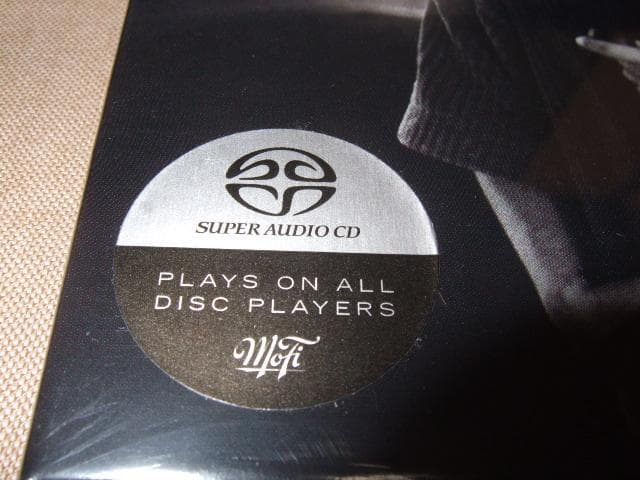 SUPER AUDIO CD
PLAYS ON ALL
DISC PLAYERS
MoFi